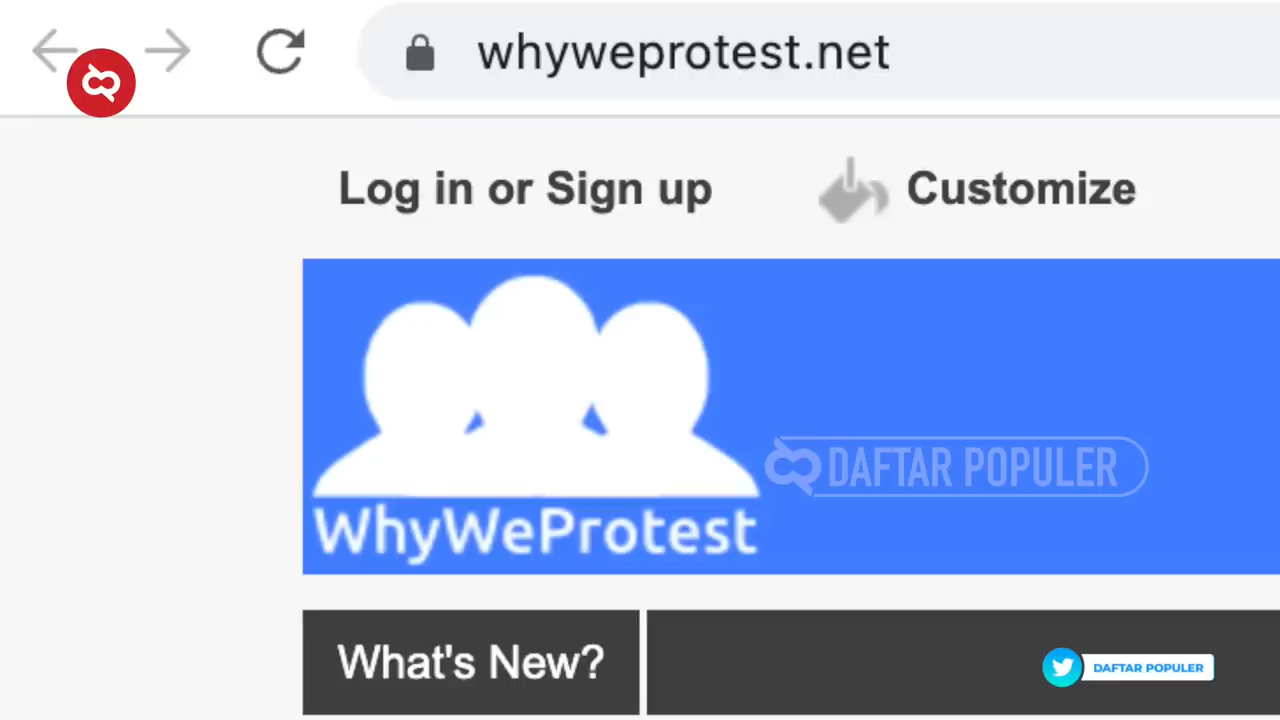 whyweprotest.net
Log in or Sign up
Customize
DAFTAR POPULER
WhyWeProtest
What's New?
DAFTAR POPULER